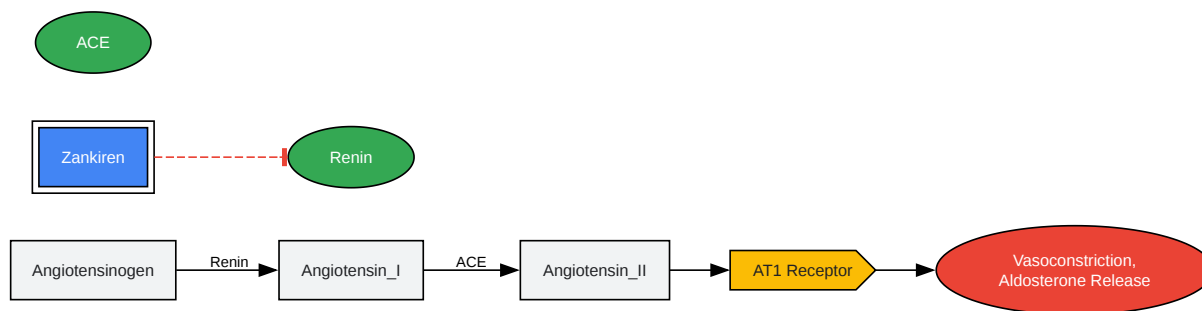 ACE
Zankiren
Renin
Angiotensinogen
Renin
Angiotensin_I
ACE
Angiotensin_II
AT1 Receptor
Vasoconstriction,
Aldosterone Release